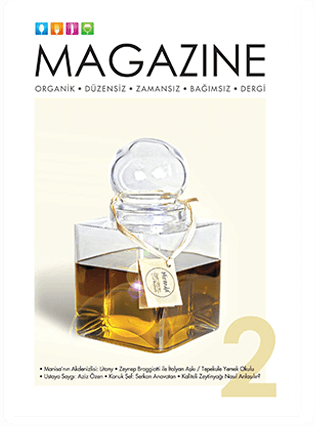 MAGAZINE
ORGANİK • DÜZENSİZ • ZAMANSIZ • BAĞIMSIZ • DERGİ
2
• Manisa'nın Akdenizlisi: Utany • Zeynep Braggiotti ile İtalyan Aşkı / Tepekule Yemek Okulu
• Ustaya Saygı: Aziz Özen • Konuk Şef: Serkan Anavatan • Kaliteli Zeytinyağı Nasıl Anlaşılır?